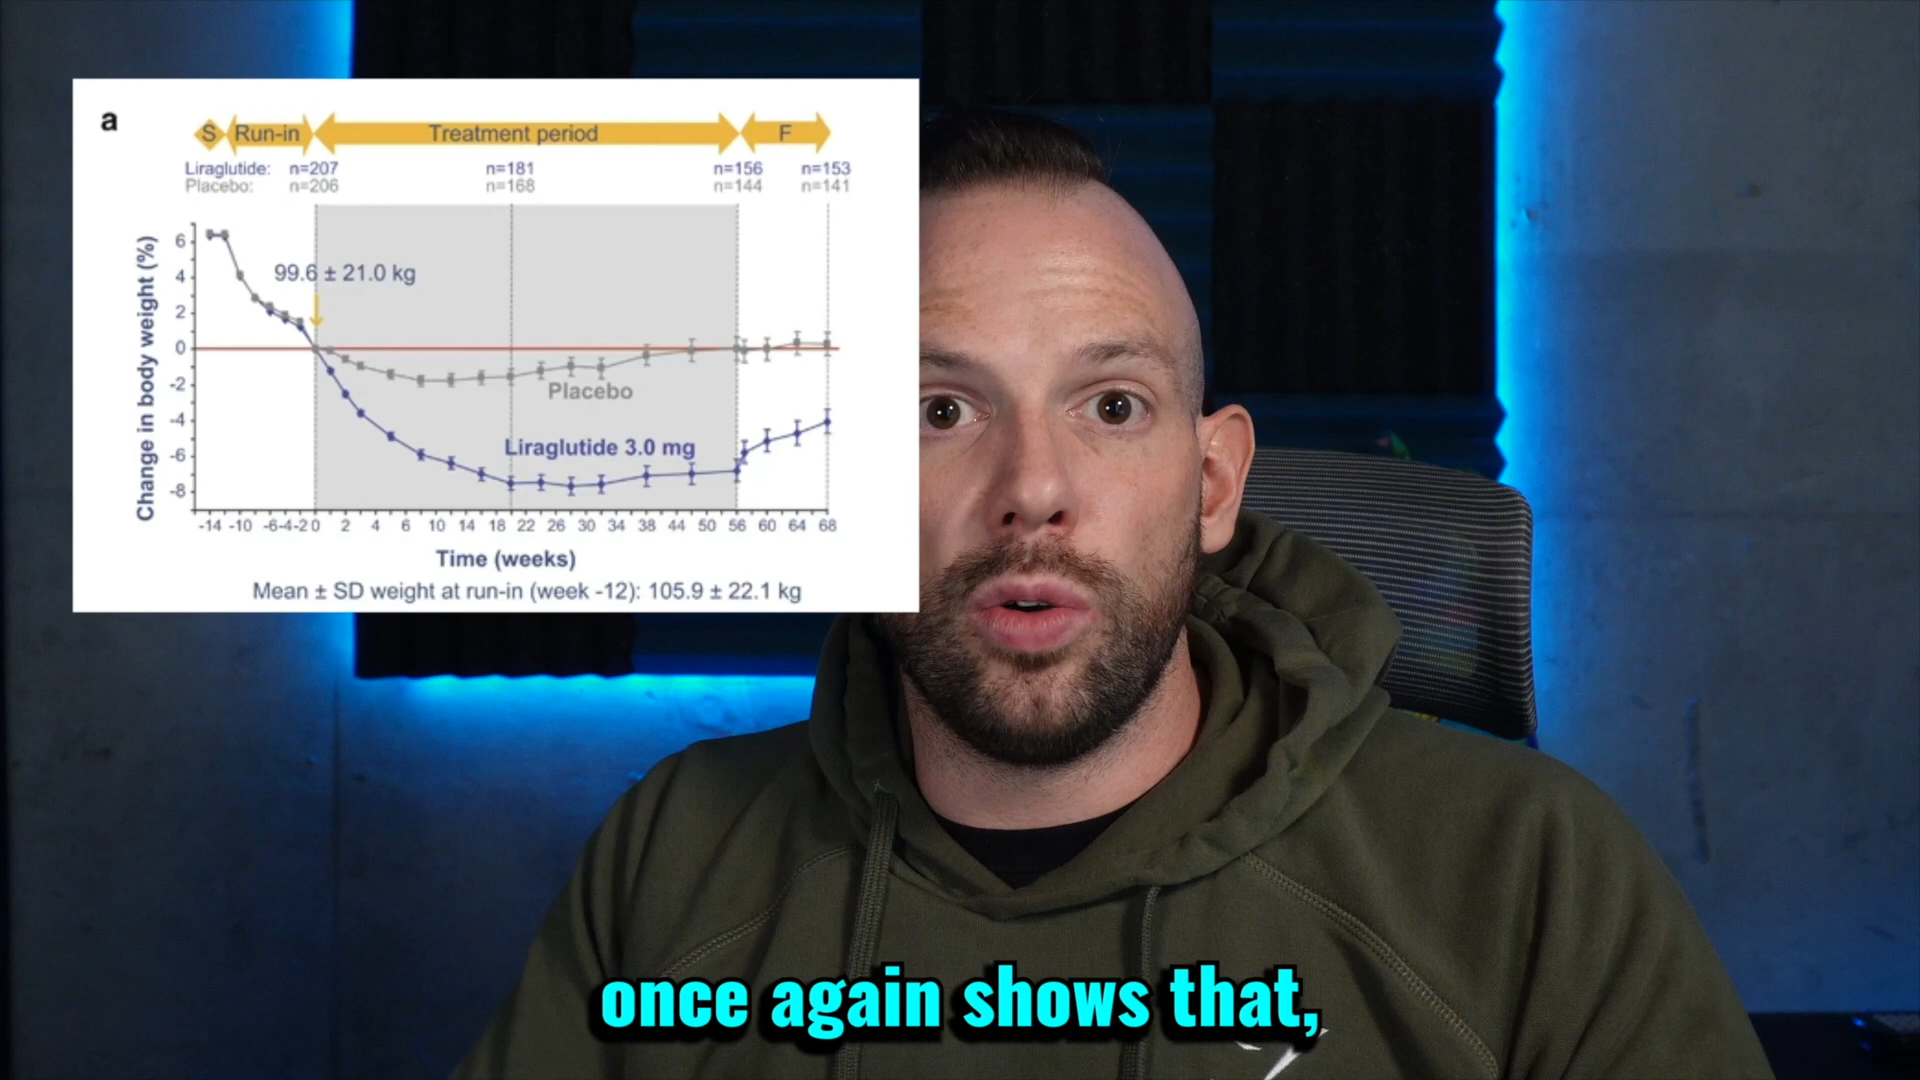 a
S Run-in Treatment period F
Liraglutide: n=207 n=181 n=156 n=153
Placebo: n=206 n=168 n=144 n=141
Change in body weight (%)
6
4
2
0
-2
-4
-6
-8
99.6 ± 21.0 kg
Placebo
Liraglutide 3.0 mg
-14 -10 -6 -4 -2 0 2 4 6 10 14 18 22 26 30 34 38 44 50 56 60 64 68
Time (weeks)
Mean ± SD weight at run-in (week -12): 105.9 ± 22.1 kg
once again shows that,